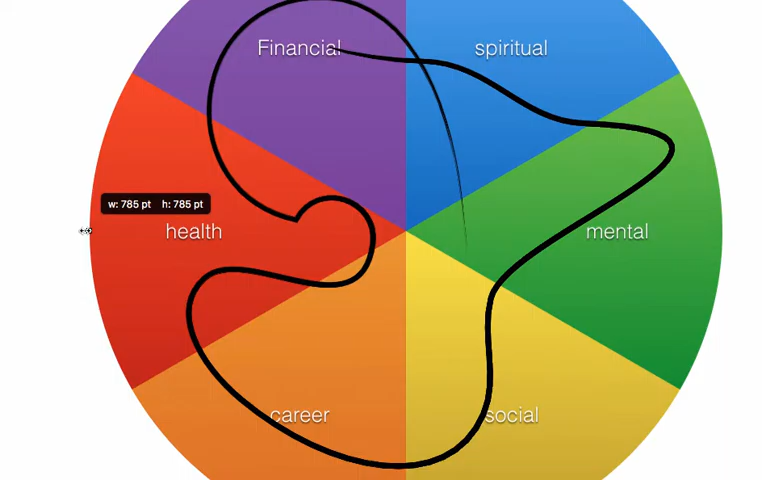 Financial
spiritual
w: 785 pt h: 785 pt
health
mental
career
social